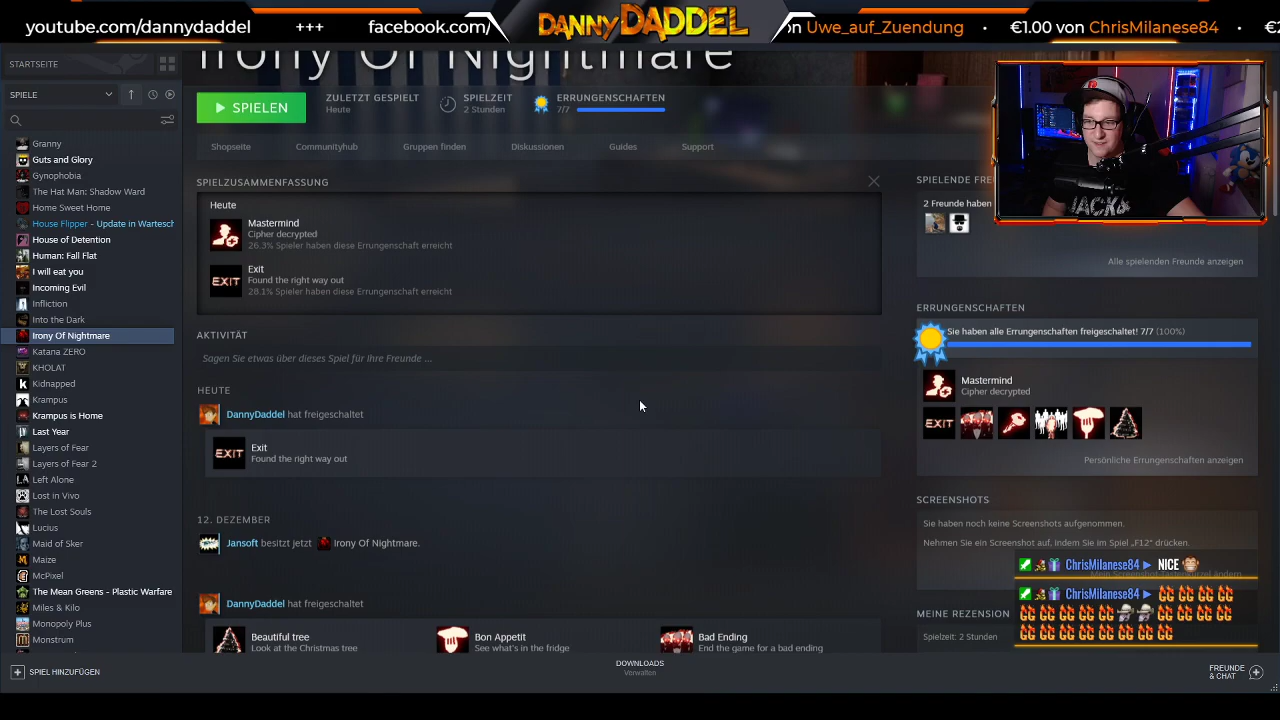 youtube.com/dannydaddel +++ facebook.com/
DANNYDADDEL
on Uwe_auf_Zuendung • €1.00 von ChrisMilanese84 •
STARTSEITE
SPIELE
Granny
Guts and Glory
Gynophobia
The Hat Man: Shadow Ward
Home Sweet Home
House Flipper - Update in Wartesch
House of Detention
Human: Fall Flat
I will eat you
Incoming Evil
Infliction
Into the Dark
Irony Of Nightmare
Katana ZERO
KHOLAT
Kidnapped
Krampus
Krampus is Home
Last Year
Layers of Fear
Layers of Fear 2
Left Alone
Lost in Vivo
The Lost Souls
Lucius
Maid of Sker
Maize
McPixel
The Mean Greens - Plastic Warfare
Miles & Kilo
Monopoly Plus
Monstrum
SPIEL HINZUFÜGEN
Irony Of Nightmare
SPIELEN
ZULETZT GESPIELT
Heute
SPIELZEIT
2 Stunden
ERRUNGENSCHAFTEN
7/7
Shopseite
Communityhub
Gruppen finden
Diskussionen
Guides
Support
SPIELZUSAMMENFASSUNG
Heute
Mastermind
Cipher decrypted
26.3% Spieler haben diese Errungenschaft erreicht
EXIT
Exit
Found the right way out
28.1% Spieler haben diese Errungenschaft erreicht
AKTIVITÄT
Sagen Sie etwas über dieses Spiel für Ihre Freunde ...
HEUTE
DannyDaddel hat freigeschaltet
EXIT
Exit
Found the right way out
12. DEZEMBER
Jansoft besitzt jetzt Irony Of Nightmare.
DannyDaddel hat freigeschaltet
Beautiful tree
Look at the Christmas tree
Bon Appetit
See what's in the fridge
Bad Ending
End the game for a bad ending
SPIELENDE FRE
2 Freunde haben
Alle spielenden Freunde anzeigen
ERRUNGENSCHAFTEN
Sie haben alle Errungenschaften freigeschaltet! 7/7 (100%)
Mastermind
Cipher decrypted
EXIT
Persönliche Errungenschaften anzeigen
SCREENSHOTS
Sie haben noch keine Screenshots aufgenommen.
Nehmen Sie ein Screenshot auf, indem Sie im Spiel „F12" drücken.
ChrisMilanese84 NICE
ChrisMilanese84
MEINE REZENSION
Spielzeit: 2 Stunden
DOWNLOADS
Verwalten
FREUNDE
& CHAT